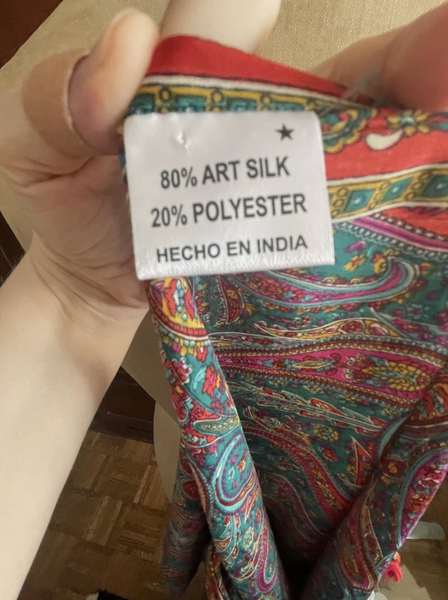 80% ART SILK
20% POLYESTER
HECHO EN INDIA